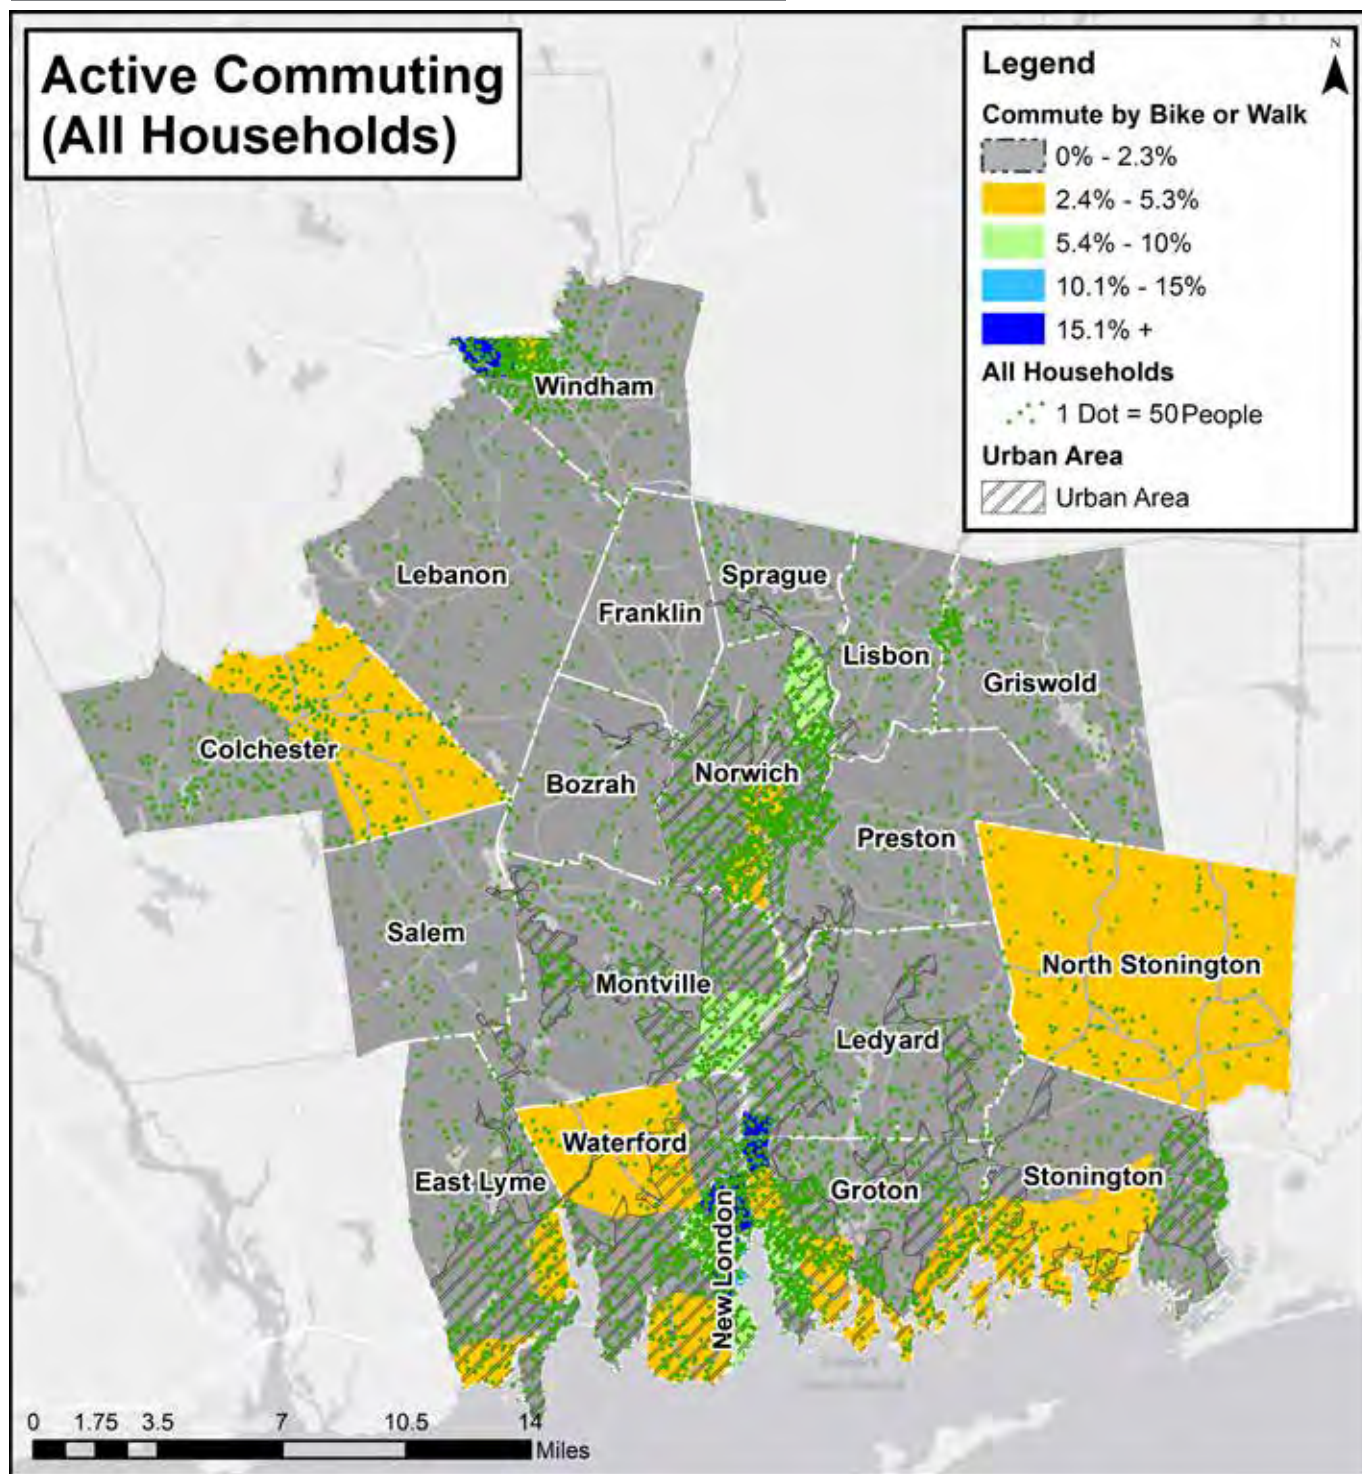 Active Commuting
(All Households)
N
Legend
Commute by Bike or Walk
0% - 2.3%
2.4% - 5.3%
5.4% - 10%
10.1% - 15%
15.1% +
All Households
1 Dot = 50 People
Urban Area
Urban Area
Windham
Lebanon
Sprague
Franklin
Lisbon
Griswold
Colchester
Norwich
Bozrah
Preston
Salem
North Stonington
Montville
Ledyard
Waterford
Stonington
East Lyme
Groton
New London
0 1.75 3.5 7 10.5 14
Miles